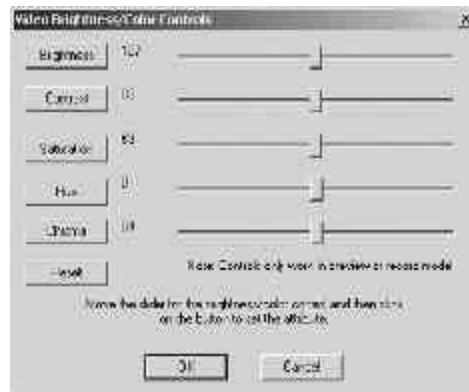 Video Brightness/Color Controls
Brightness
Contrast
Saturation
Hue
Chroma
Reset
Note: Controls only work in preview or record mode!
Move the slider for the brightness/color control and then click
on the button to set the attribute.
OK
Cancel